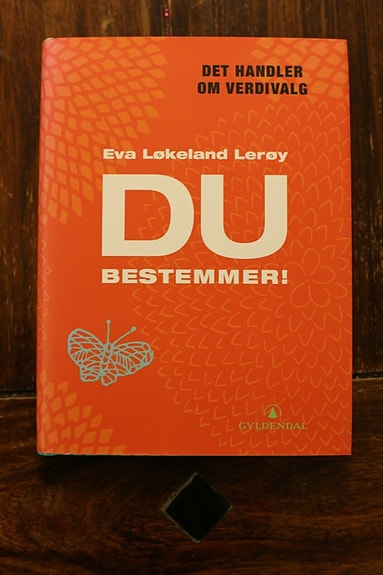 DET HANDLER
OM VERDIVALG
Eva Løkeland Lerøy
DU
BESTEMMER!
GYLDENDAL